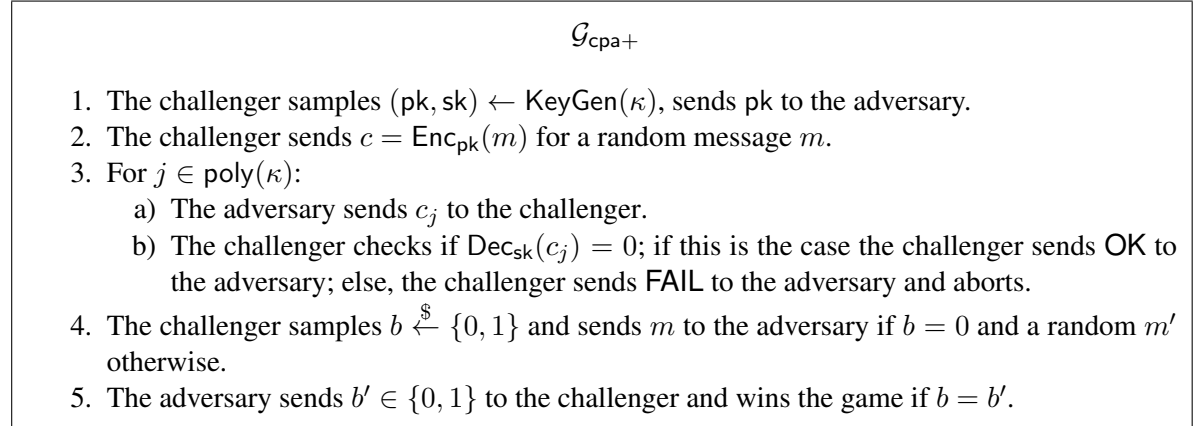 𝒢cpa+
1. The challenger samples (pk, sk) ← KeyGen(κ), sends pk to the adversary.
2. The challenger sends c = Encpk(m) for a random message m.
3. For j ∈ poly(κ):
a) The adversary sends cj to the challenger.
b) The challenger checks if Decsk(cj) = 0; if this is the case the challenger sends OK to
the adversary; else, the challenger sends FAIL to the adversary and aborts.
4. The challenger samples b $← {0, 1} and sends m to the adversary if b = 0 and a random m′
otherwise.
5. The adversary sends b′ ∈ {0, 1} to the challenger and wins the game if b = b′.